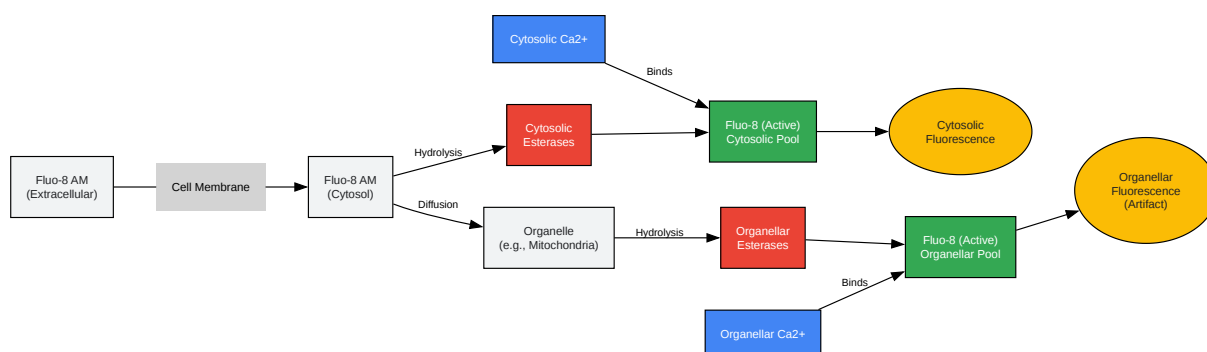 Cytosolic Ca2+
Binds
Cytosolic
Esterases
Fluo-8 (Active)
Cytosolic Pool
Cytosolic
Fluorescence
Hydrolysis
Fluo-8 AM
(Extracellular)
Cell Membrane
Fluo-8 AM
(Cytosol)
Organellar
Fluorescence
(Artifact)
Diffusion
Organelle
(e.g., Mitochondria)
Hydrolysis
Organellar
Esterases
Fluo-8 (Active)
Organellar Pool
Binds
Organellar Ca2+